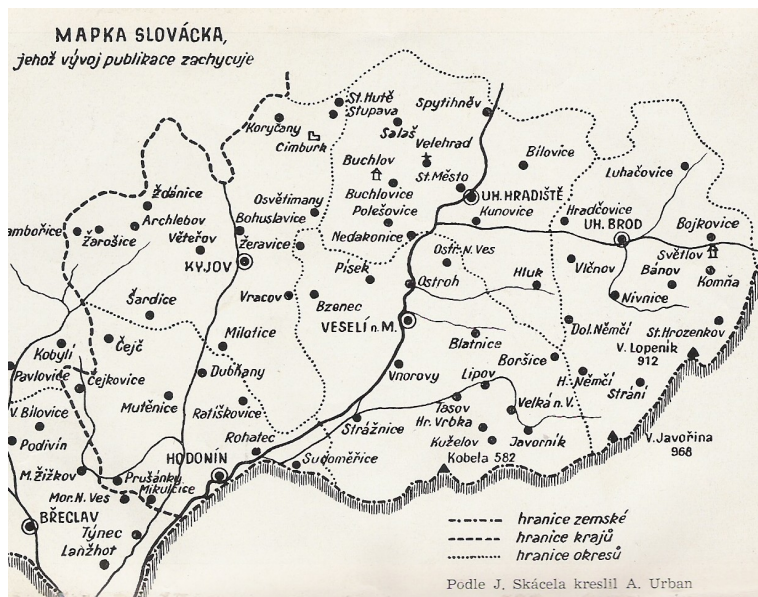 MAPKA SLOVÁCKA,
jehož vývoj publikace zachycuje
St. Hutě
Stupava
Spytihněv
Koryčany
Cimburk
Salaš
Velehrad
Bílovice
Buchlov
Luhačovice
St. Město
Ždánice
Buchlovice
UH. HRADIŠTĚ
Osvětimany
Polešovice
Archlebov
Bohuslavice
Kunovice
Hradčovice
Bojkovice
ambořice
Žarošice
Věteřov
Žeravice
Nedakonice
UH. BROD
Ostr. N. Ves
Světlov
KYJOV
Písek
Vlčnov
Bánov
Komňa
Ostroh
Hluk
Šardice
Vracov
Bzenec
Nivnice
VESELÍ n. M.
Dol. Němčí
St. Hrozenkov
Milotice
Blatnice
V. Lopeník
912
Kobylí
Čejč
Boršice
Pavlovice
Čejkovice
Dubňany
Vnorovy
Lipov
H. Němčí
Strání
Mutěnice
Ratíškovice
Tasov
Velká n. V.
V. Bílovice
Hr. Vrbka
Strážnice
Podivín
Rohatec
Kuželov
Javorník
V. Javořina
968
HODONÍN
Sudoměřice
Kobela 582
M. Žižkov
Prušánky
Mikulčice
Mor. N. Ves
BŘECLAV
Týnec
Lanžhot
hranice zemské
hranice krajů
hranice okresů
Podle J. Skácela kreslil A. Urban